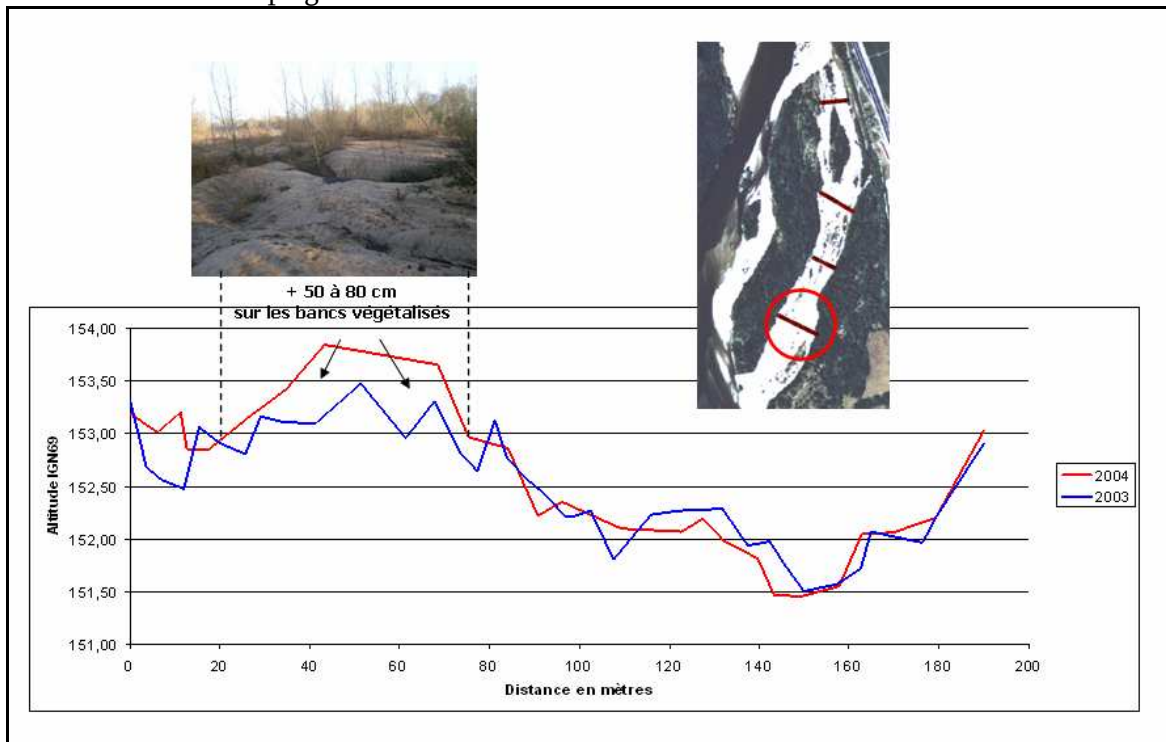 + 50 à 80 cm
sur les bancs végétalisés
154,00
153,50
153,00
152,50
152,00
151,50
151,00
Altitude IGN69
0 20 40 60 80 100 120 140 160 180 200
Distance en mètres
2004
2003